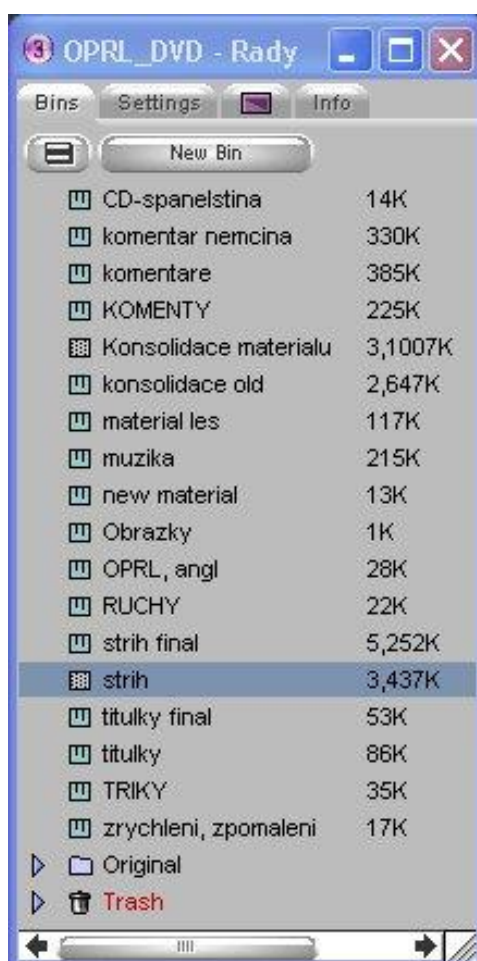 3 OPRL_DVD - Rady
Bins Settings Info
New Bin
CD-spanelstina 14K
komentar nemcina 330K
komentare 385K
KOMENTY 225K
Konsolidace materialu 3,1007K
konsolidace old 2,647K
material les 117K
muzika 215K
new material 13K
Obrazky 1K
OPRL, angl 28K
RUCHY 22K
strih final 5,252K
strih 3,437K
titulky final 53K
titulky 86K
TRIKY 35K
zrychleni, zpomaleni 17K
Original
Trash